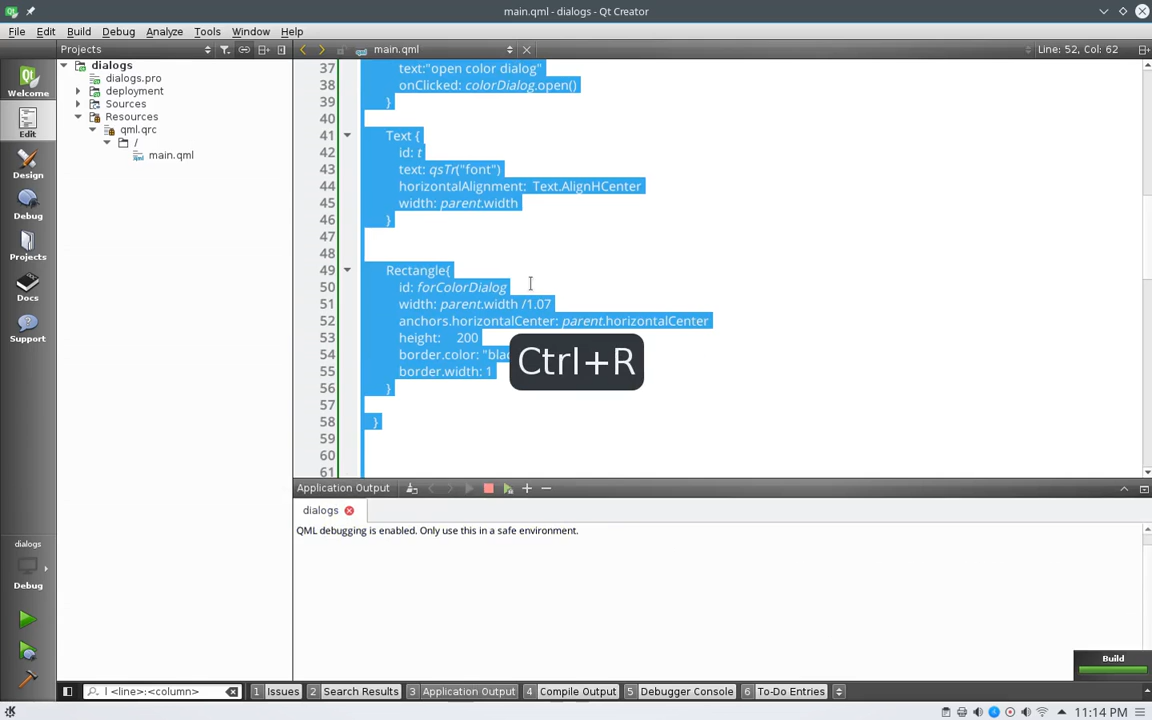 main.qml - dialogs - Qt Creator
File Edit Build Debug Analyze Tools Window Help
Projects
main.qml
Line: 52, Col: 62
Welcome
Edit
Design
Debug
Projects
Docs
Support
dialogs
Debug
dialogs
dialogs.pro
deployment
Sources
Resources
qml.qrc
/
main.qml
37 text:"open color dialog"
38 onClicked: colorDialog.open()
39 }
40
41 Text {
42 id: t
43 text: qsTr("font")
44 horizontalAlignment: Text.AlignHCenter
45 width: parent.width
46 }
47
48
49 Rectangle{
50 id: forColorDialog
51 width: parent.width /1.07
52 anchors.horizontalCenter: parent.horizontalCenter
53 height: 200
54 border.color: "bla
55 border.width: 1
56 }
57
58 }
59
60
61
Ctrl+R
Application Output
dialogs
QML debugging is enabled. Only use this in a safe environment.
Build
l <line>:<column>
1 Issues
2 Search Results
3 Application Output
4 Compile Output
5 Debugger Console
6 To-Do Entries
11:14 PM